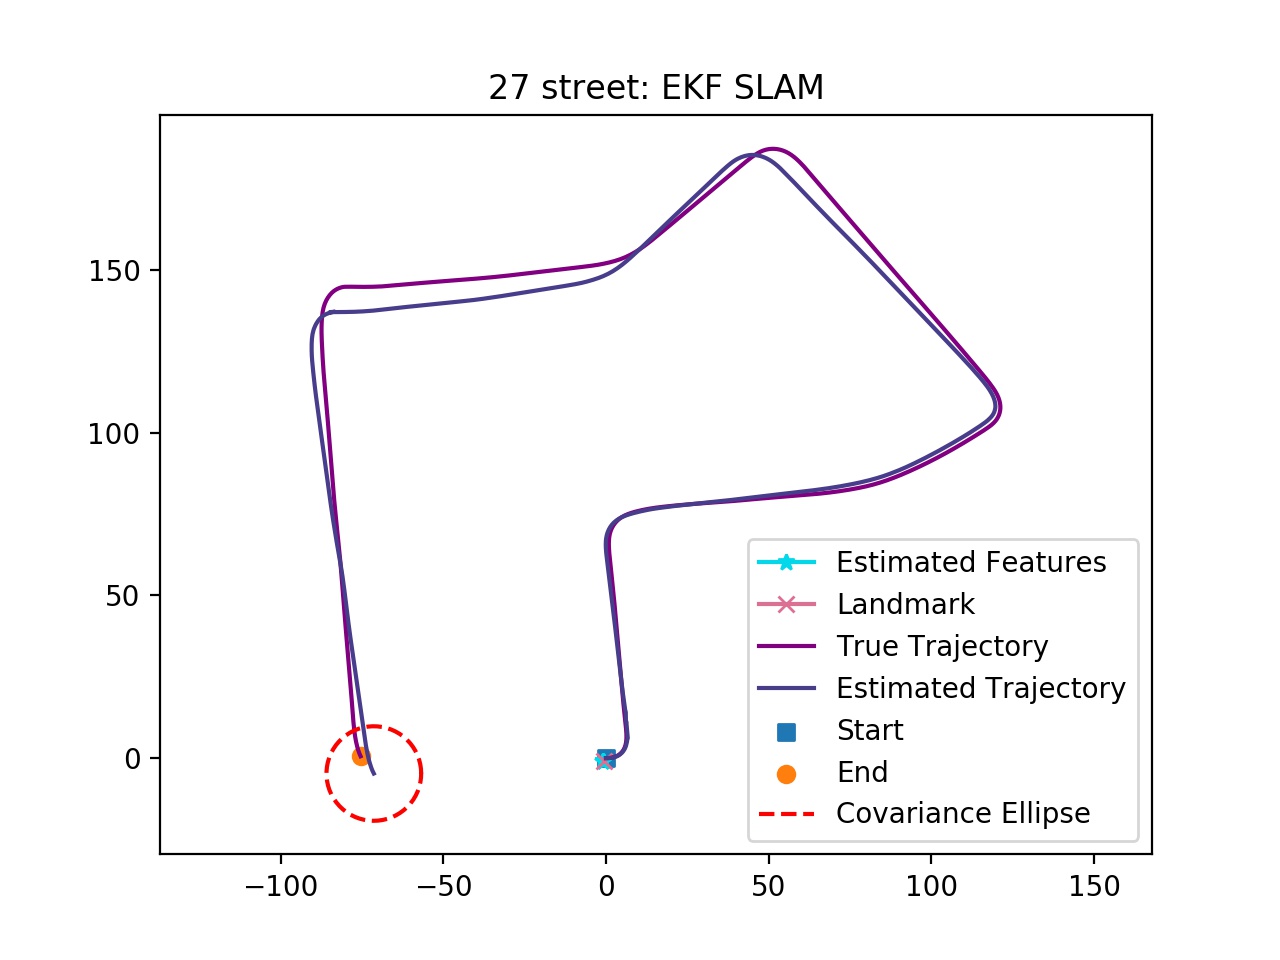 27 street: EKF SLAM
150
100
50
0
Estimated Features
Landmark
True Trajectory
Estimated Trajectory
Start
End
Covariance Ellipse
−100 −50 0 50 100 150